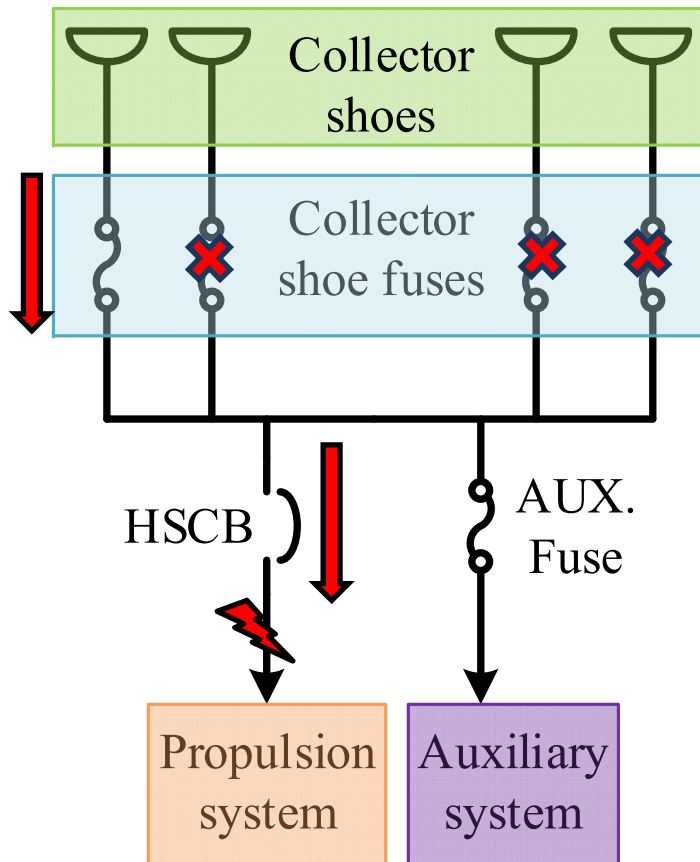 Collector
shoes
Collector
shoe fuses
HSCB
AUX.
Fuse
Propulsion
system
Auxiliary
system